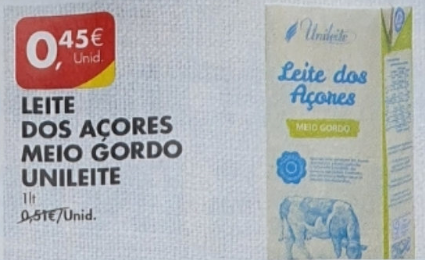 0,45€
Unid.
LEITE
DOS AÇORES
MEIO GORDO
UNILEITE
1lt
0,51€/Unid.
Unileite
Leite dos
Açores
MEIO GORDO